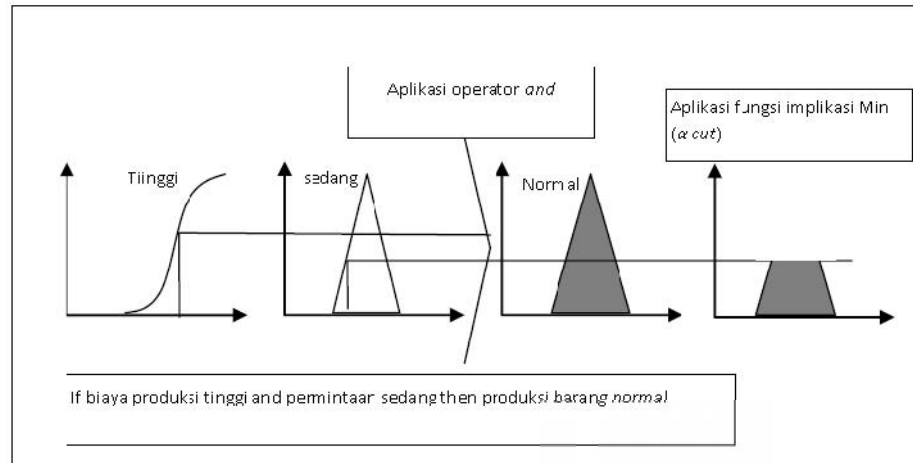 Aplikasi operator and
Aplikasi fungsi implikasi Min
(α cut)
Tiinggi
sedang
Normal
If biaya produksi tinggi and permintaan sedang then produksi barang normal